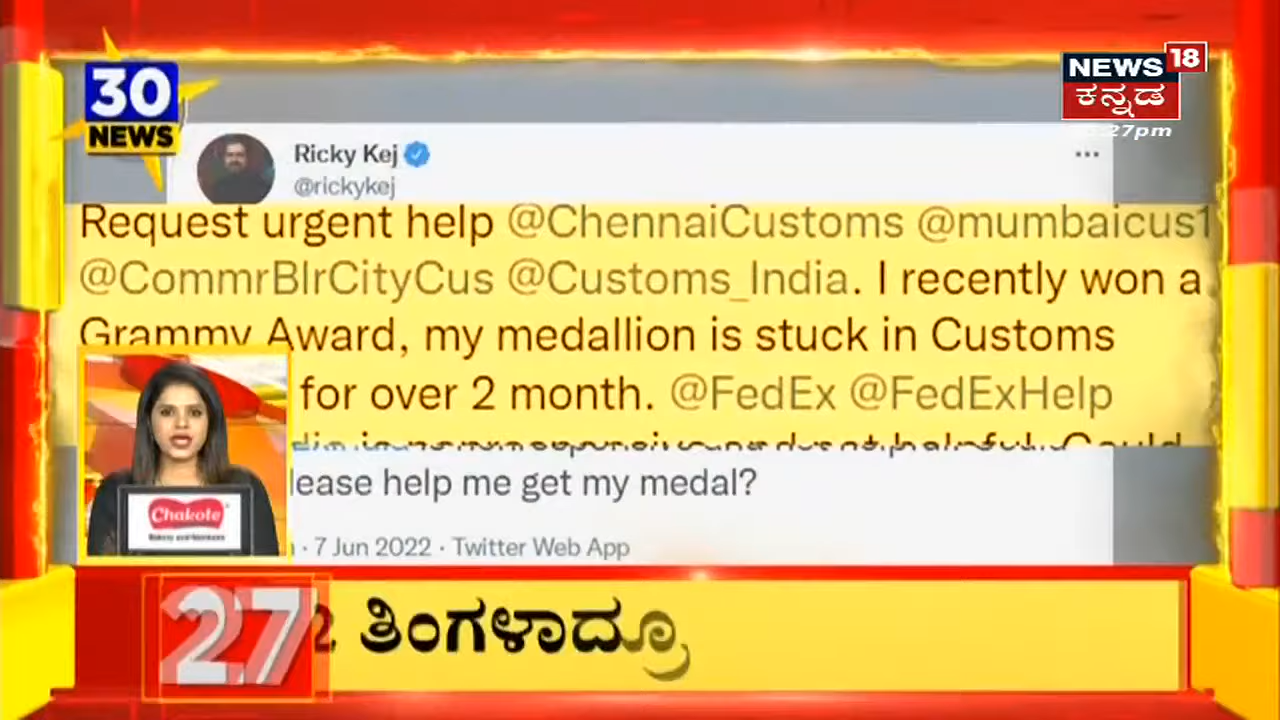 30
NEWS
NEWS 18
ಕನ್ನಡ
27pm
Ricky Kej
@rickykej
Request urgent help @ChennaiCustoms @mumbaicus1
@CommrBlrCityCus @Customs_India. I recently won a
Grammy Award, my medallion is stuck in Customs
for over 2 month. @FedEx @FedExHelp
lease help me get my medal?
· 7 Jun 2022 · Twitter Web App
Chakote
27
2 ತಿಂಗಳಾದ್ರೂ